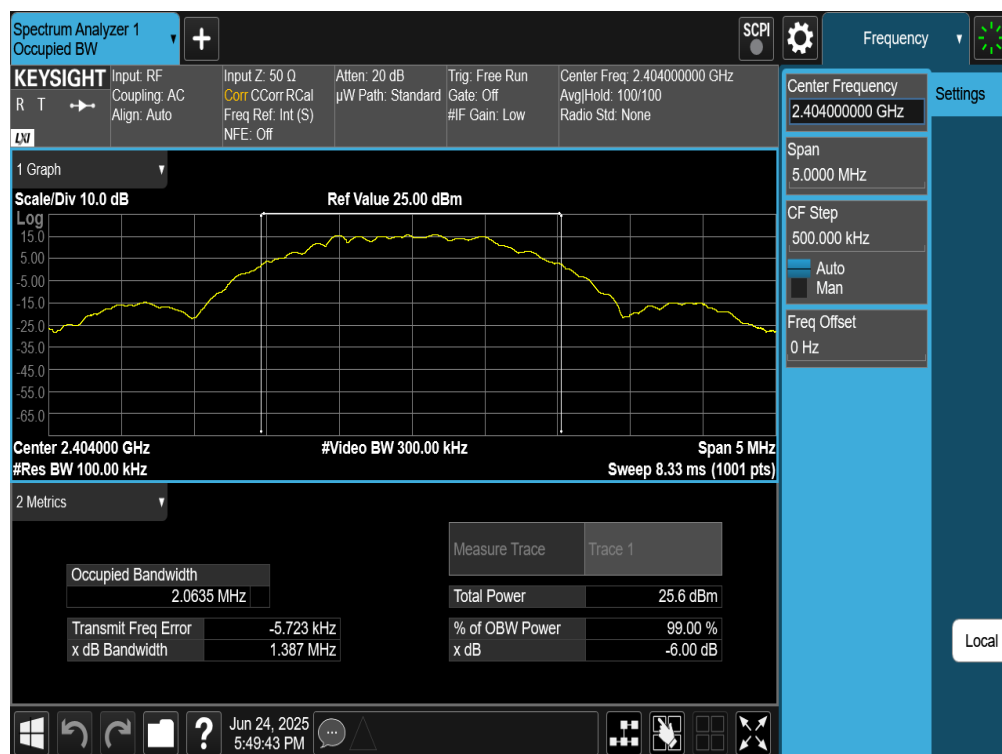 Spectrum Analyzer 1
Occupied BW
+
SCPI
Frequency
KEYSIGHT
R T
LXI
Input: RF
Coupling: AC
Align: Auto
Input Z: 50 Ω
Corr CCorr RCal
Freq Ref: Int (S)
NFE: Off
Atten: 20 dB
µW Path: Standard
Trig: Free Run
Gate: Off
#IF Gain: Low
Center Freq: 2.404000000 GHz
Avg|Hold: 100/100
Radio Std: None
Center Frequency
2.404000000 GHz
Settings
Span
5.0000 MHz
CF Step
500.000 kHz
Auto
Man
Freq Offset
0 Hz
Local
1 Graph
Scale/Div 10.0 dB
Ref Value 25.00 dBm
Log
15.0
5.00
-5.00
-15.0
-25.0
-35.0
-45.0
-55.0
-65.0
Center 2.404000 GHz
#Video BW 300.00 kHz
Span 5 MHz
#Res BW 100.00 kHz
Sweep 8.33 ms (1001 pts)
2 Metrics
Measure Trace
Trace 1
Occupied Bandwidth
2.0635 MHz
Total Power
25.6 dBm
Transmit Freq Error
-5.723 kHz
% of OBW Power
99.00 %
x dB Bandwidth
1.387 MHz
x dB
-6.00 dB
?
Jun 24, 2025
5:49:43 PM